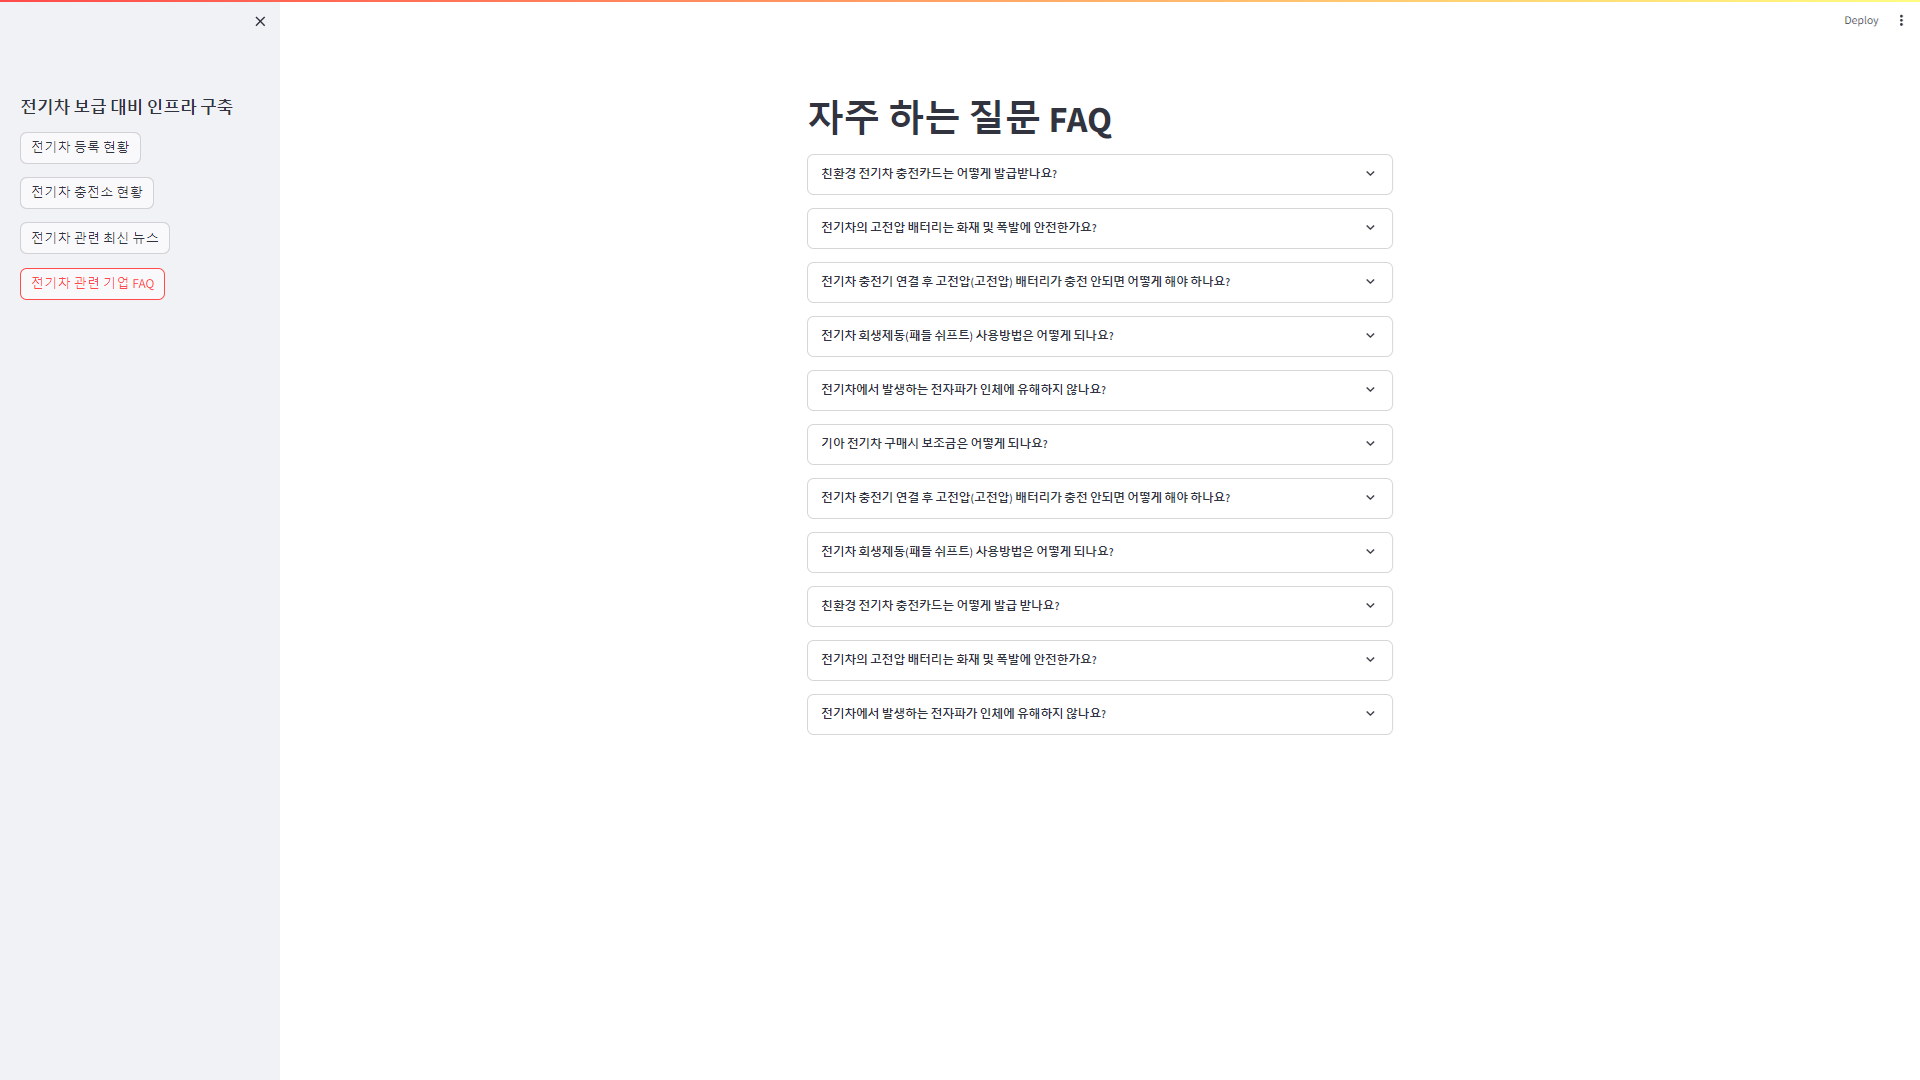 Deploy
전기차 보급 대비 인프라 구축
전기차 등록 현황
전기차 충전소 현황
전기차 관련 최신 뉴스
전기차 관련 기업 FAQ
자주 하는 질문 FAQ
친환경 전기차 충전카드는 어떻게 발급받나요?
전기차의 고전압 배터리는 화재 및 폭발에 안전한가요?
전기차 충전기 연결 후 고전압(고전압) 배터리가 충전 안되면 어떻게 해야 하나요?
전기차 회생제동(패들 쉬프트) 사용방법은 어떻게 되나요?
전기차에서 발생하는 전자파가 인체에 유해하지 않나요?
기아 전기차 구매시 보조금은 어떻게 되나요?
전기차 충전기 연결 후 고전압(고전압) 배터리가 충전 안되면 어떻게 해야 하나요?
전기차 회생제동(패들 쉬프트) 사용방법은 어떻게 되나요?
친환경 전기차 충전카드는 어떻게 발급 받나요?
전기차의 고전압 배터리는 화재 및 폭발에 안전한가요?
전기차에서 발생하는 전자파가 인체에 유해하지 않나요?